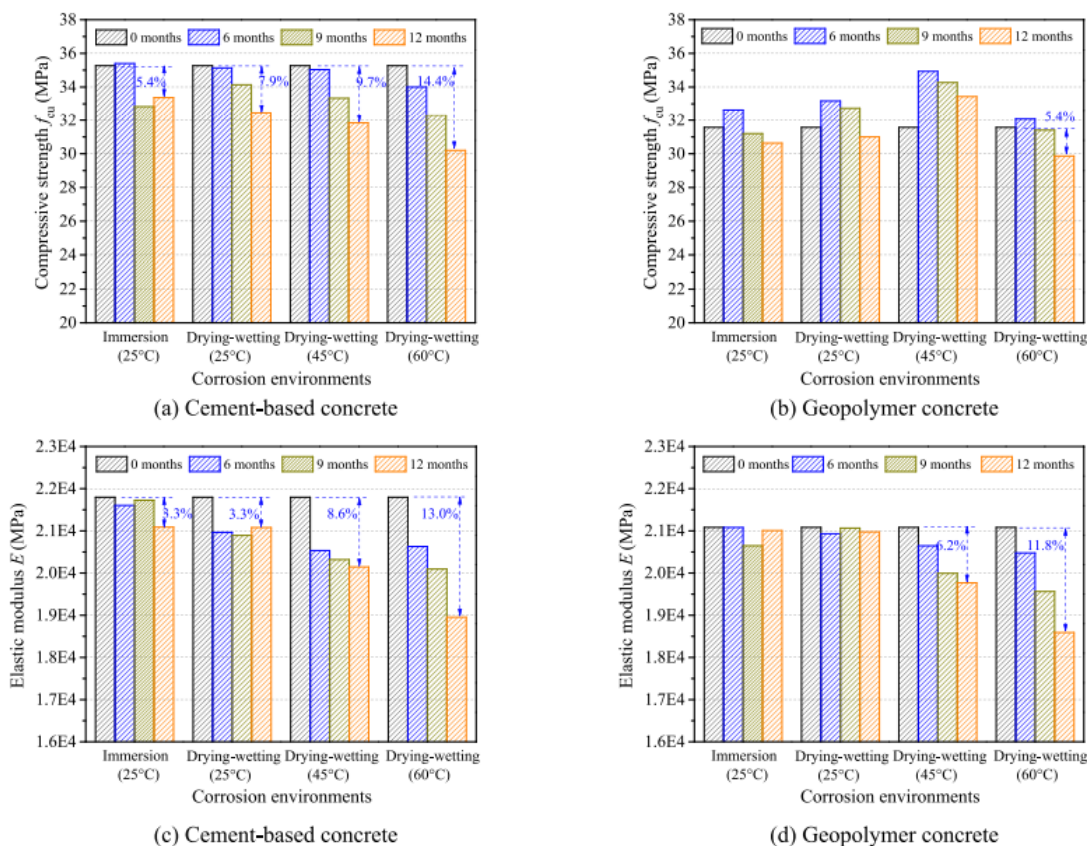 0 months 6 months 9 months 12 months
38
36
34
32
30
28
26
24
22
20
Compressive strength fcu (MPa)
5.4%
7.9%
9.7%
14.4%
Immersion Drying-wetting Drying-wetting Drying-wetting
(25°C) (25°C) (45°C) (60°C)
Corrosion environments
(a) Cement-based concrete
0 months 6 months 9 months 12 months
38
36
34
32
30
28
26
24
22
20
Compressive strength fcu (MPa)
5.4%
Immersion Drying-wetting Drying-wetting Drying-wetting
(25°C) (25°C) (45°C) (60°C)
Corrosion environments
(b) Geopolymer concrete
0 months 6 months 9 months 12 months
2.3E4
2.2E4
2.1E4
2.0E4
1.9E4
1.8E4
1.7E4
1.6E4
Elastic modulus E (MPa)
3.3%
3.3%
8.6%
13.0%
Immersion Drying-wetting Drying-wetting Drying-wetting
(25°C) (25°C) (45°C) (60°C)
Corrosion environments
(c) Cement-based concrete
0 months 6 months 9 months 12 months
2.3E4
2.2E4
2.1E4
2.0E4
1.9E4
1.8E4
1.7E4
1.6E4
Elastic modulus E (MPa)
6.2%
11.8%
Immersion Drying-wetting Drying-wetting Drying-wetting
(25°C) (25°C) (45°C) (60°C)
Corrosion environments
(d) Geopolymer concrete